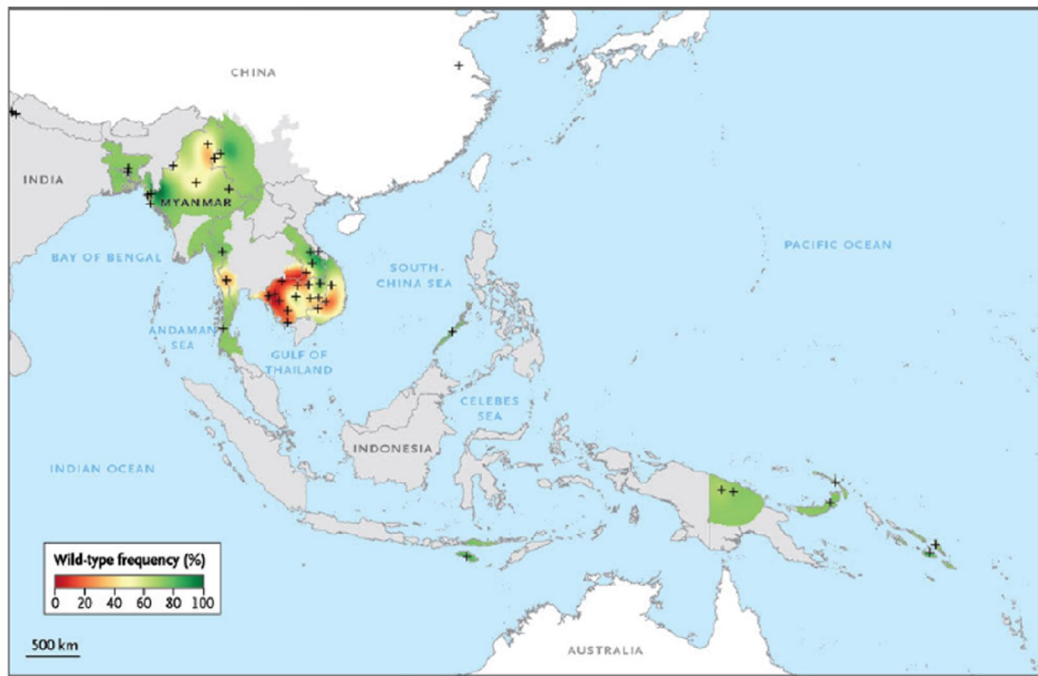 CHINA
INDIA
MYANMAR
BAY OF BENGAL
PACIFIC OCEAN
SOUTH-
CHINA SEA
ANDAMAN
SEA
GULF OF
THAILAND
CELEBES
SEA
INDONESIA
INDIAN OCEAN
Wild-type frequency (%)
0 20 40 60 80 100
500 km
AUSTRALIA